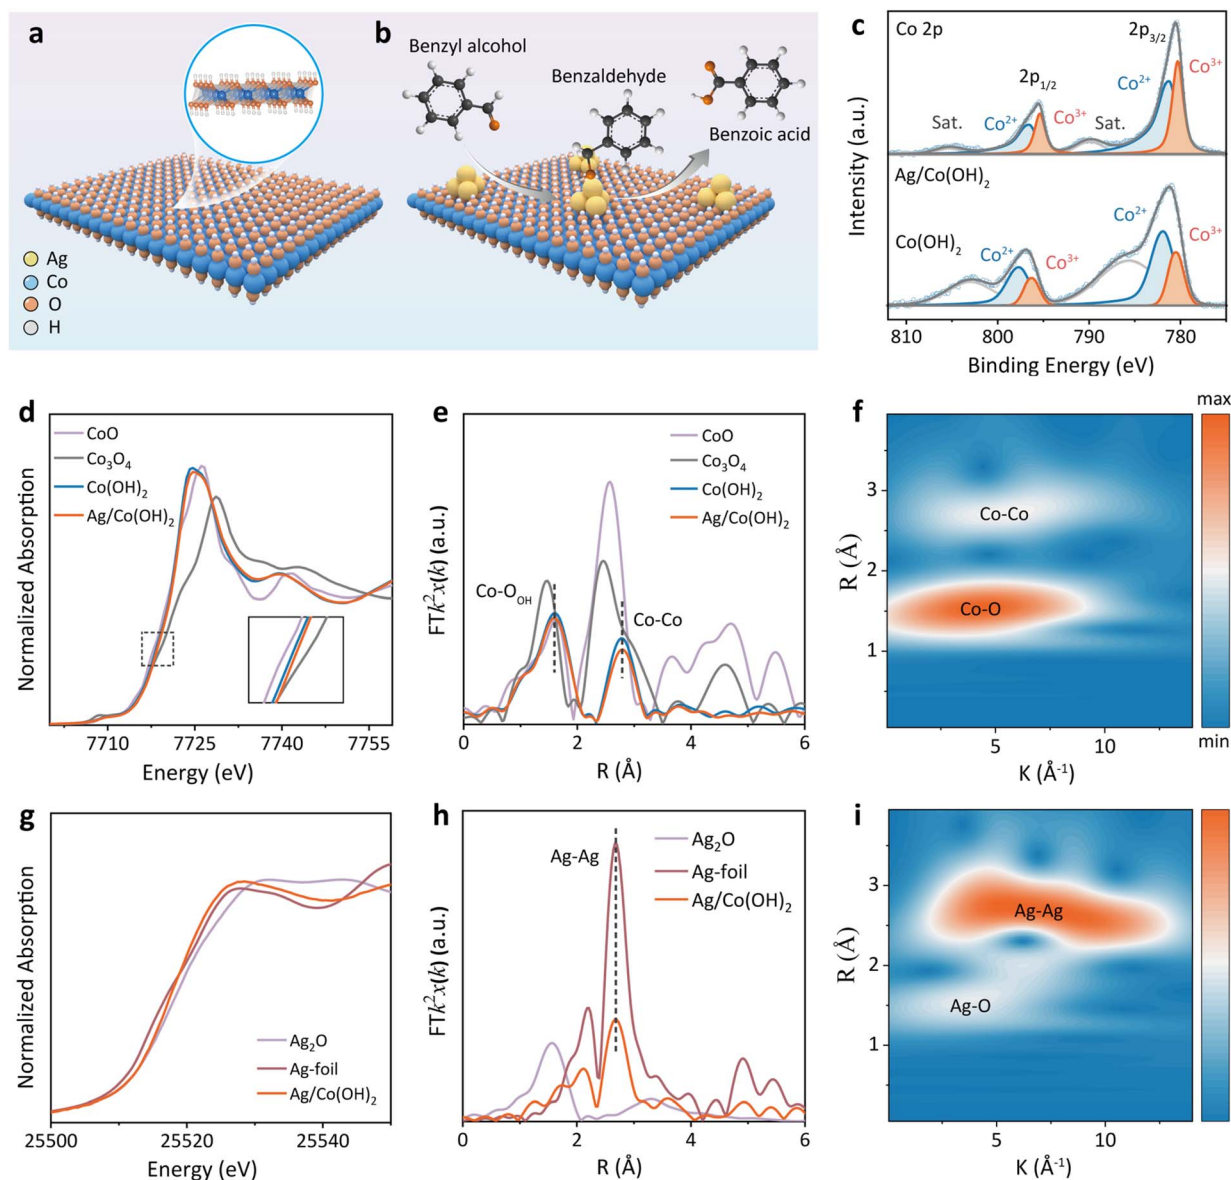 a
Benzyl alcohol
Ag
Co
O
H
b
Benzaldehyde
Benzoic acid
c
Co 2p
2p3/2
2p1/2
Co2+
Co3+
Sat.
Co2+
Co3+
Sat.
Ag/Co(OH)2
Co2+
Co3+
Co(OH)2
Co2+
Co3+
Intensity (a.u.)
810 800 790 780
Binding Energy (eV)
d
CoO
Co3O4
Co(OH)2
Ag/Co(OH)2
Normalized Absorption
7710 7725 7740 7755
Energy (eV)
e
CoO
Co3O4
Co(OH)2
Ag/Co(OH)2
Co-OOH
Co-Co
FTk2x(k) (a.u.)
0 2 4 6
R (Å)
f
max
Co-Co
Co-O
3
2
1
R (Å)
5 10
min
K (Å-1)
g
Ag2O
Ag-foil
Ag/Co(OH)2
Normalized Absorption
25500 25520 25540
Energy (eV)
h
Ag2O
Ag-foil
Ag/Co(OH)2
Ag-Ag
FTk2x(k) (a.u.)
0 2 4 6
R (Å)
i
Ag-Ag
Ag-O
3
2
1
R (Å)
5 10
K (Å-1)